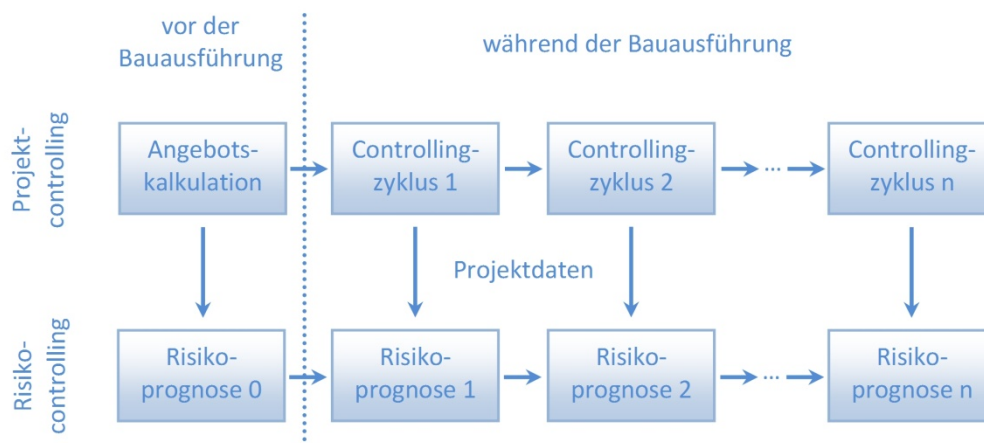 vor der
Bauausführung
während der Bauausführung
Projekt-
controlling
Angebots-
kalkulation
Controlling-
zyklus 1
Controlling-
zyklus 2
...
Controlling-
zyklus n
Projektdaten
Risiko-
controlling
Risiko-
prognose 0
Risiko-
prognose 1
Risiko-
prognose 2
...
Risiko-
prognose n